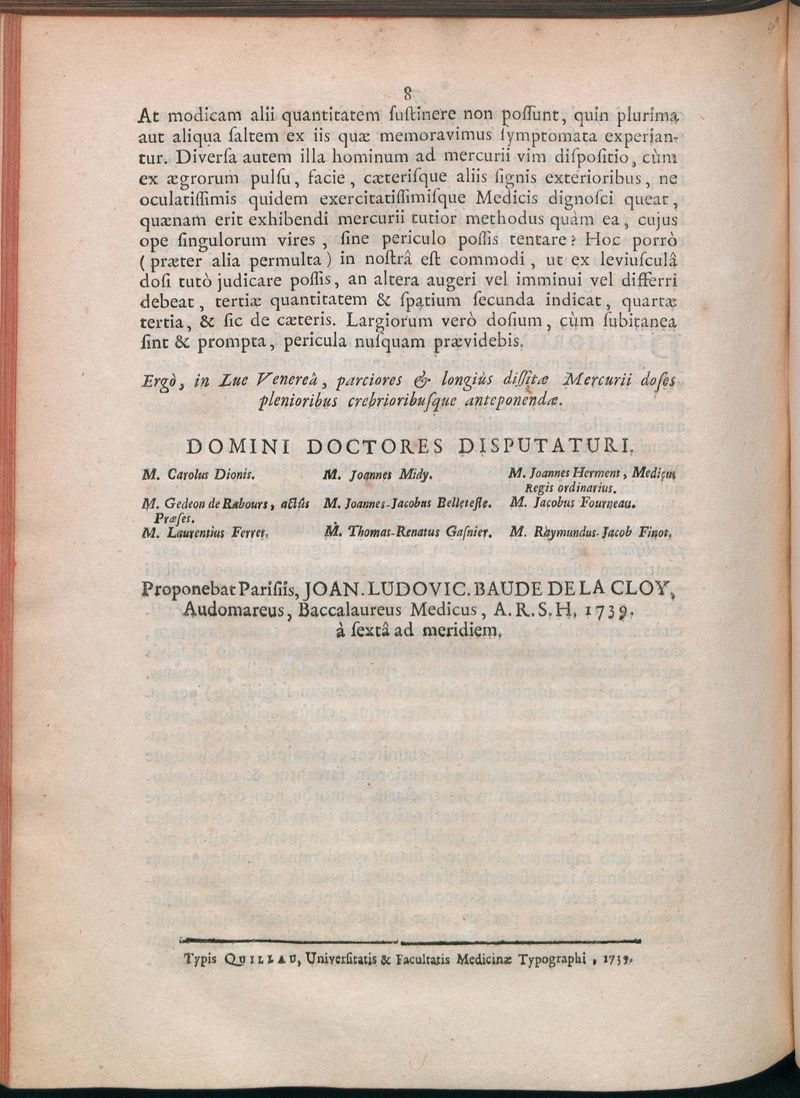 8
At modicam alii quantitatem ſuſtinere non poſſunt, quin plurima
aut aliqua ſaltem ex iis quæ memoravimus ſymptomata experian-
tur. Diverſa autem illa hominum ad mercurii vim diſpoſitio, cùm
ex ægrorum pulſu, facie, cæteriſque aliis ſignis exterioribus, ne
oculatiſſimis quidem exercitatiſſimiſque Medicis dignoſci queat,
quænam erit exhibendi mercurii tutior methodus quàm ea, cujus
ope ſingulorum vires, ſine periculo poſſis tentare? Hoc porrò
(præter alia permulta) in noſtrâ eſt commodi, ut ex leviuſculâ
doſi tutò judicare poſſis, an altera augeri vel imminui vel differri
debeat, tertiæ quantitatem & ſpatium ſecunda indicat, quartæ
tertia, & ſic de cæteris. Largiorum verò doſium, cùm ſubitanea
ſint & prompta, pericula nuſquam prævidebis.
Ergò, in Lue Venereà, parciores & longiùs diſſitæ Mercurii doſes
plenioribus crebrioribuſque anteponendæ.
DOMINI DOCTORES DISPUTATURI.
M. Carolus Dionis. M. Joannes Midy. M. Joannes Herment, Medicus
Regis ordinarius.
M. Gedeon de Rabours, actûs M. Joannes-Jacobus Belleteſte. M. Jacobus Fourneau.
Præſes.
M. Laurentius Ferret. M. Thomas-Renatus Gaſnier. M. Raymundus-Jacob Finot.
Proponebat Pariſiis, JOAN. LUDOVIC. BAUDE DE LA CLOY,
Audomareus, Baccalaureus Medicus, A. R. S. H. 1739.
à ſextâ ad meridiem.
Typis QUILLAU, Univerſitatis & Facultatis Medicinæ Typographi, 1739.